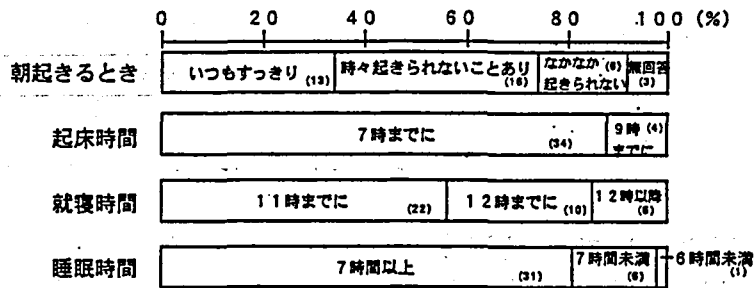 0 20 40 60 80 100 (%)
朝起きるとき いつもすっきり (13) 時々起きられないことあり (16) なかなか (6) 起きられない 無回答 (3)
起床時間 7時までに (34) 9時 (4) までに
就寝時間 11時までに (22) 12時までに (10) 12時以降 (6)
睡眠時間 7時間以上 (31) 7時間未満 (6) 6時間未満 (1)